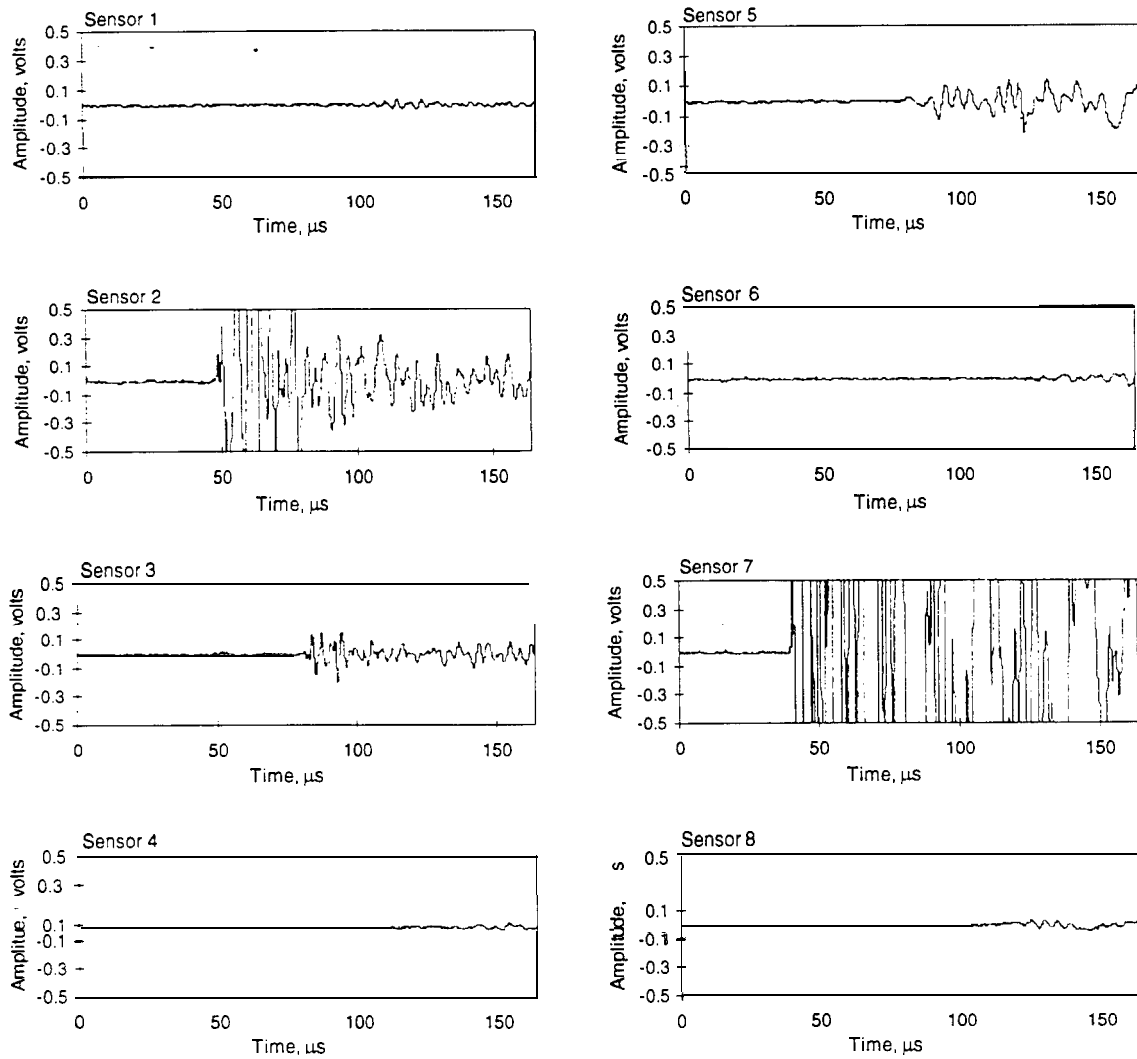 Sensor 1
Amplitude, volts
0.5
0.3
0.1
-0.1
-0.3
-0.5
0 50 100 150
Time, μs
Sensor 2
Amplitude, volts
0.5
0.3
0.1
-0.1
-0.3
-0.5
0 50 100 150
Time, μs
Sensor 3
Amplitude, volts
0.5
0.3
0.1
-0.1
-0.3
-0.5
0 50 100 150
Time, μs
Sensor 4
Amplitue, ' volts
0.5
0.3
0.1
-0.1
-0.3
-0.5
0 50 100 150
Time, μs
Sensor 5
Amplitude, volts
0.5
0.3
0.1
-0.1
-0.3
-0.5
0 50 100 150
Time, μs
Sensor 6
Amplitude, volts
0.5
0.3
0.1
-0.1
-0.3
-0.5
0 50 100 150
Time, μs
Sensor 7
Amplitude, volts
0.5
0.3
0.1
-0.1
-0.3
-0.5
0 50 100 150
Time, μs
Sensor 8
Amplitude, s
0.5
0.1
-0.1
-0.3
-0.5
0 50 100 150
Time, μs